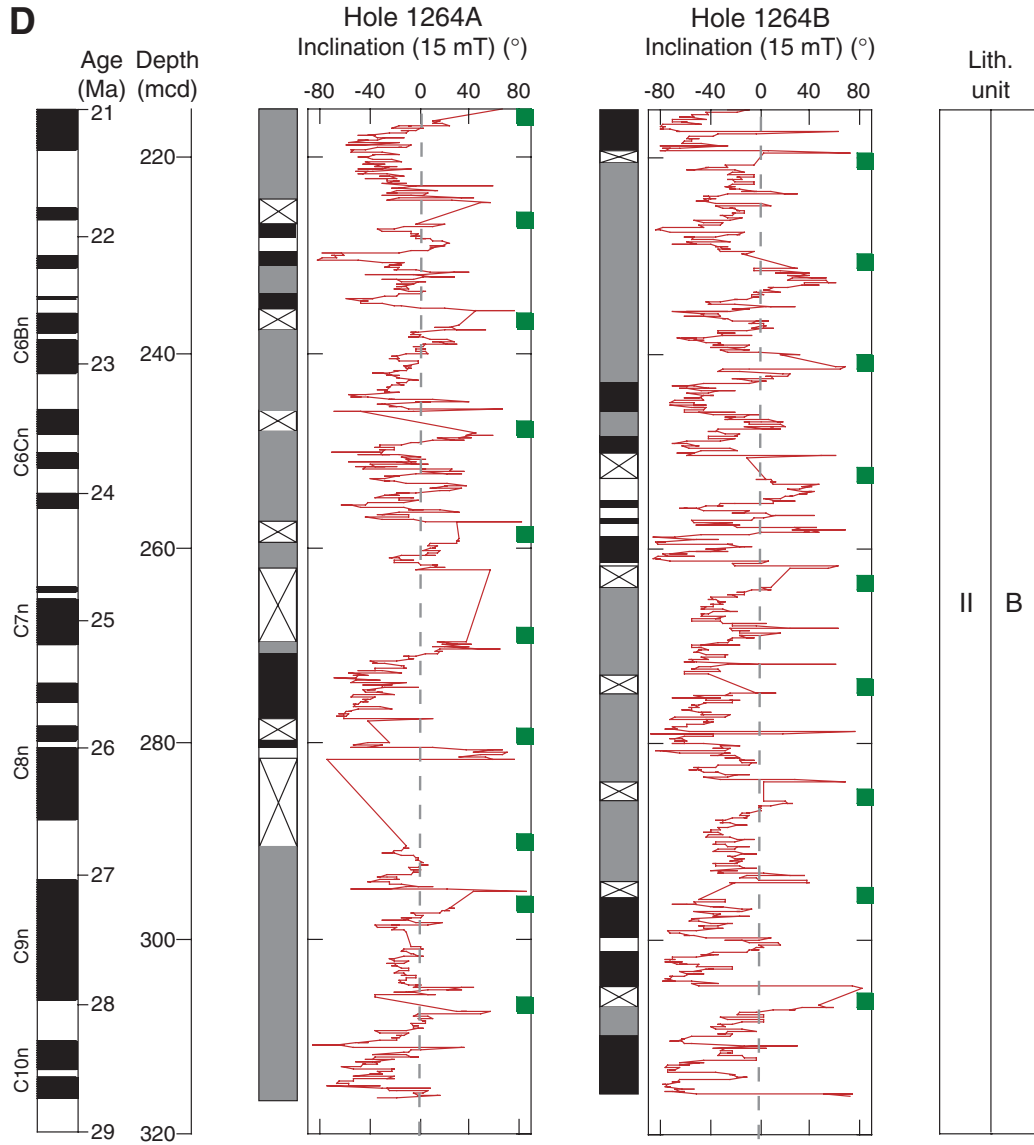 D
Hole 1264A
Hole 1264B
Age
(Ma)
Depth
(mcd)
Inclination (15 mT) (°)
Inclination (15 mT) (°)
Lith.
unit
-80 -40 0 40 80
-80 -40 0 40 80
21
22
23
24
25
26
27
28
29
220
240
260
280
300
320
C6Bn
C6Cn
C7n
C8n
C9n
C10n
II B